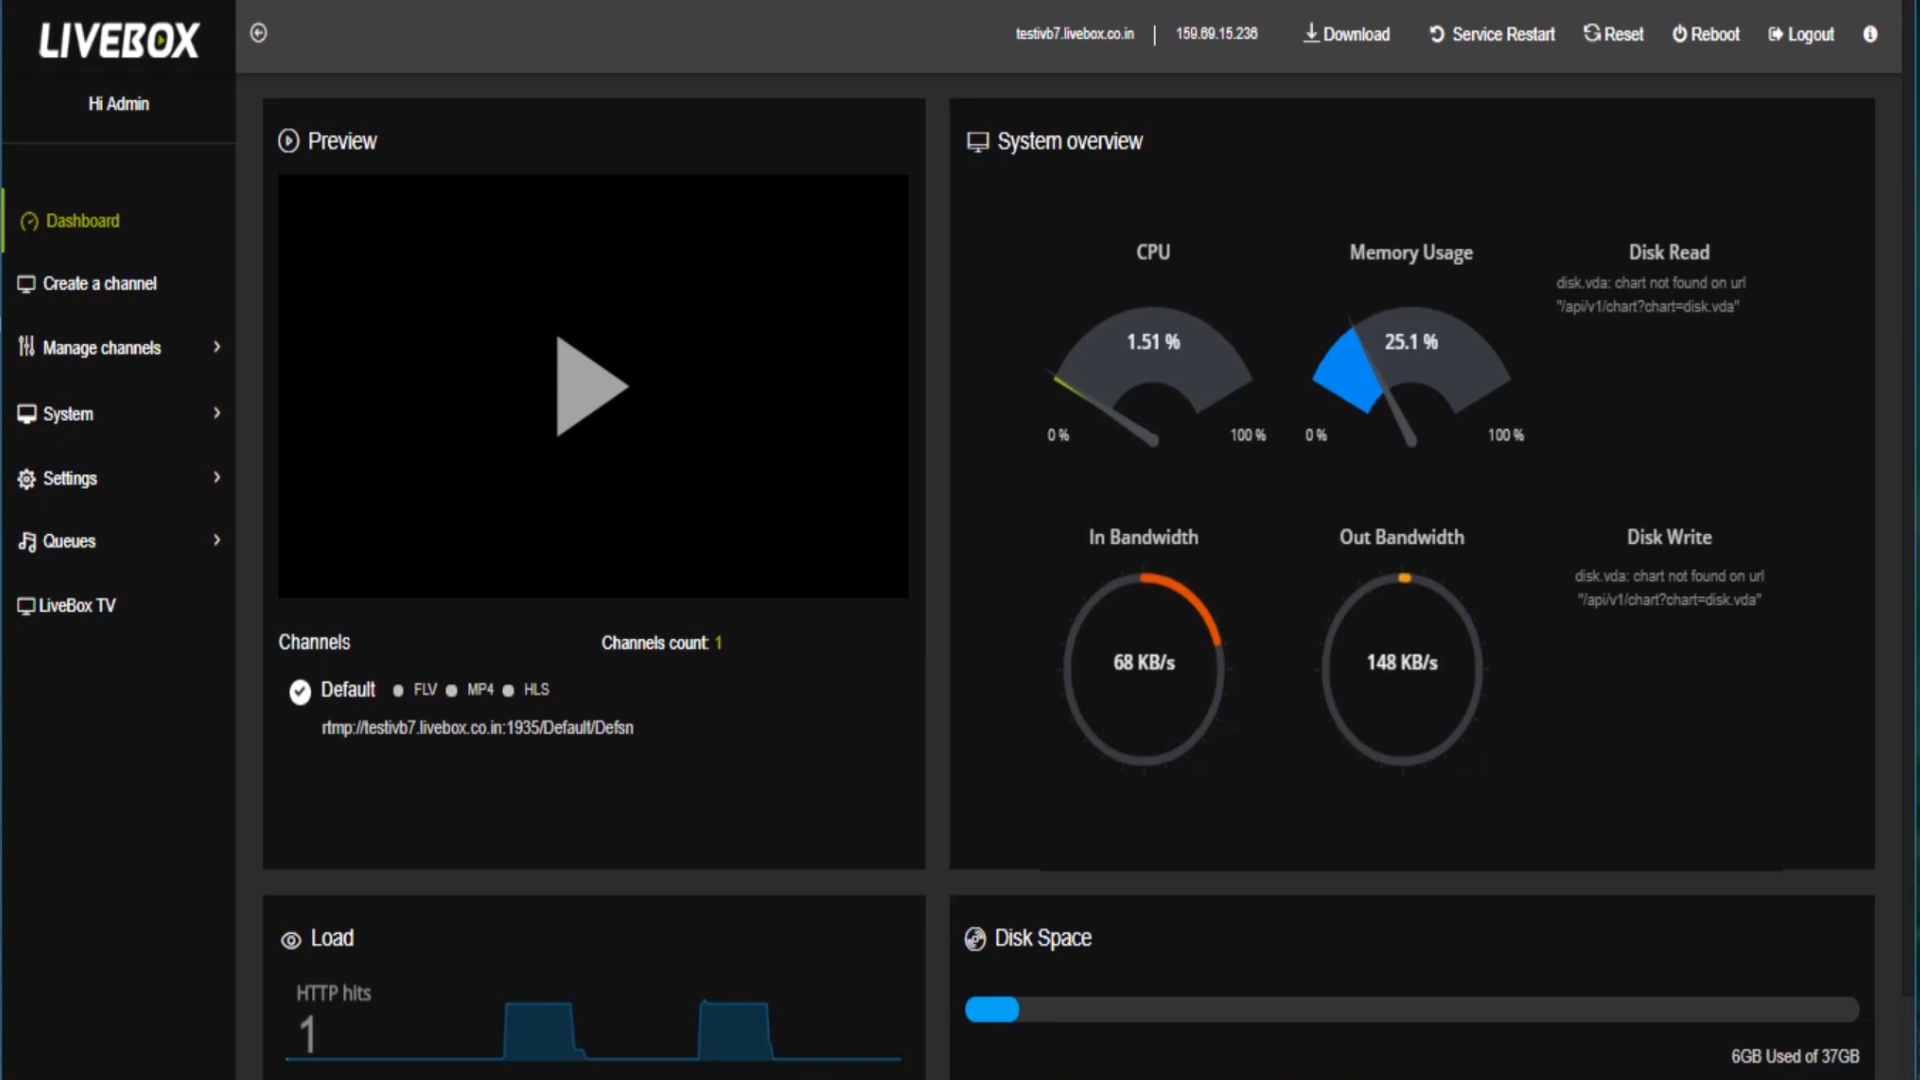 LIVEBOX
testivb7.livebox.co.in | 159.69.15.236 Download Service Restart Reset Reboot Logout
Hi Admin
Dashboard
Create a channel
Manage channels
System
Settings
Queues
LiveBox TV
Preview
Channels
Channels count: 1
Default FLV MP4 HLS
rtmp://testivb7.livebox.co.in:1935/Default/Defsn
System overview
CPU
1.51 %
0 % 100 %
Memory Usage
25.1 %
0 % 100 %
Disk Read
disk.vda: chart not found on url
"/api/v1/chart?chart=disk.vda"
In Bandwidth
68 KB/s
Out Bandwidth
148 KB/s
Disk Write
disk.vda: chart not found on url
"/api/v1/chart?chart=disk.vda"
Load
HTTP hits
1
Disk Space
6GB Used of 37GB